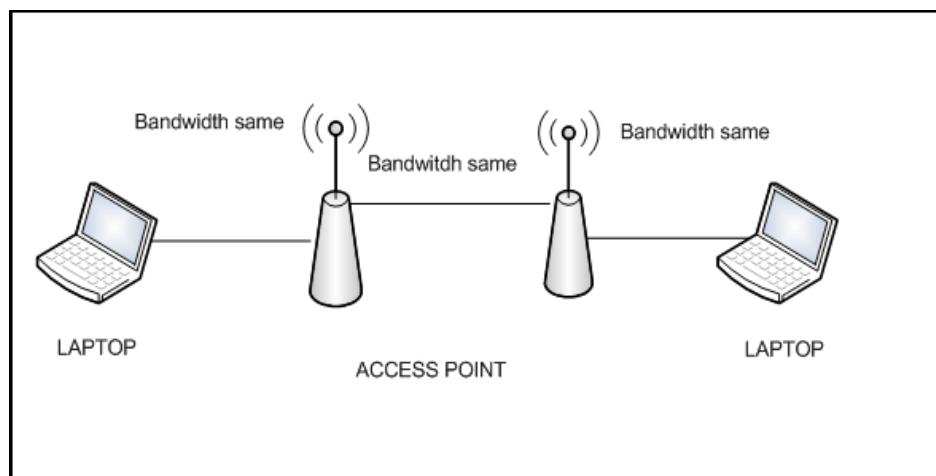 Bandwidth same
Bandwitdh same
Bandwidth same
LAPTOP
ACCESS POINT
LAPTOP